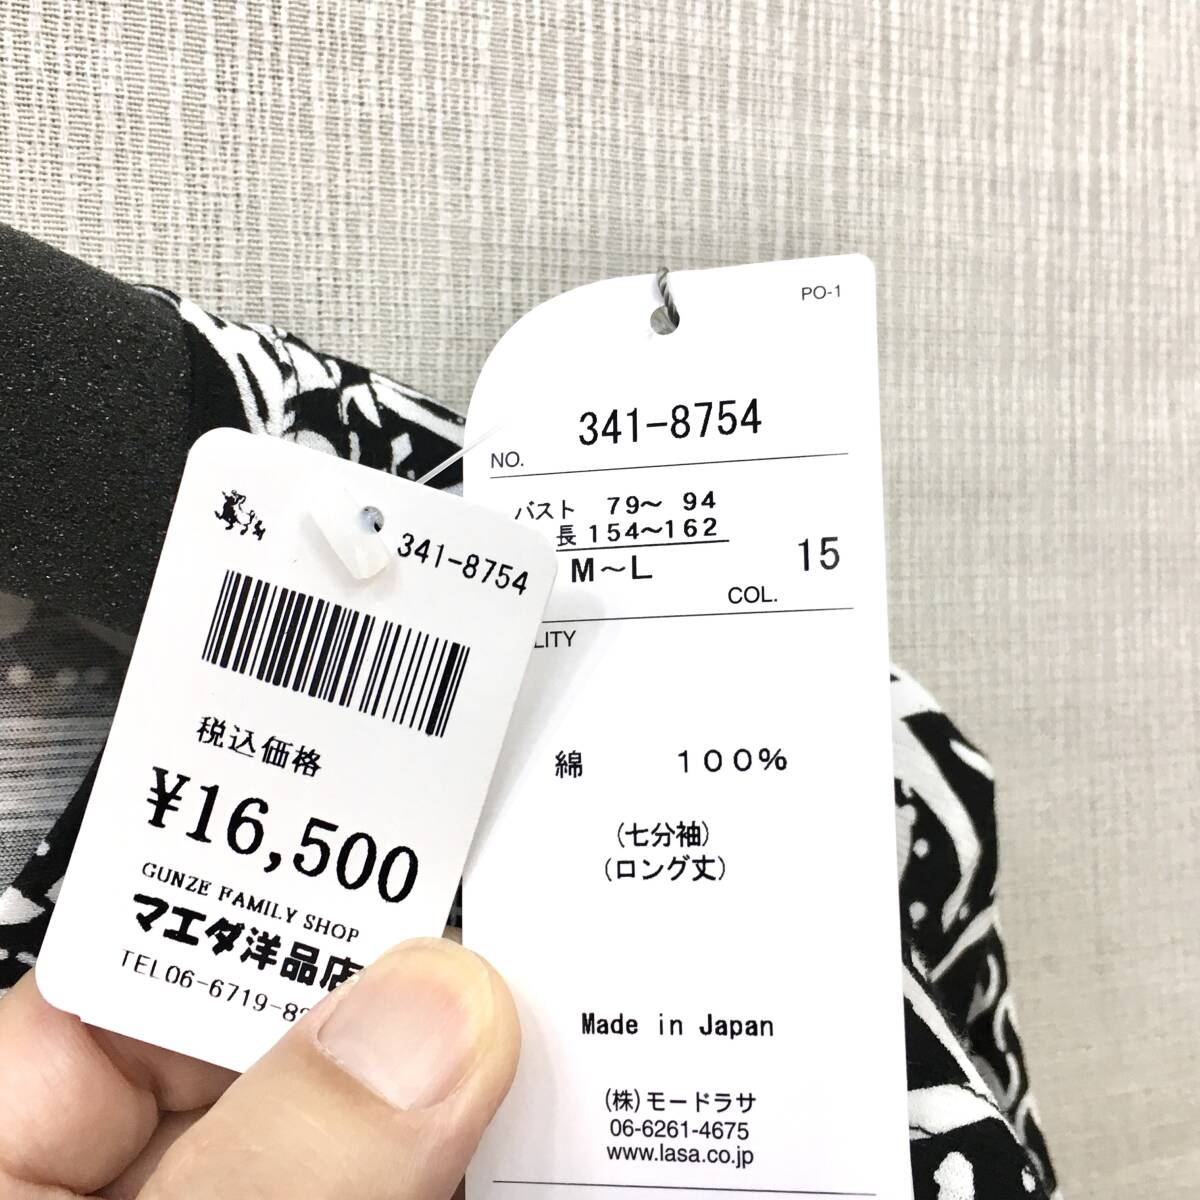 341-8754
税込価格
¥16,500
GUNZE FAMILY SHOP
マエダ洋品店
TEL06-6719-8
PO-1
341-8754
NO.
バスト 79～ 94
長154～162
M～L
15
COL.
LITY
綿 100%
(七分袖)
(ロング丈)
Made in Japan
(株)モードラサ
06-6261-4675
www.lasa.co.jp